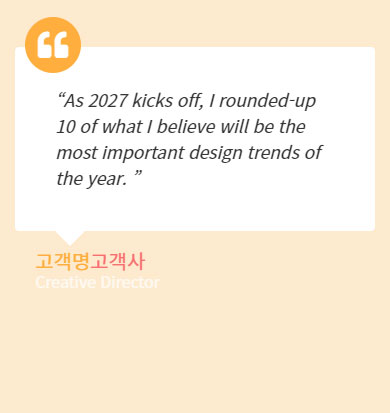 “As 2027 kicks off, I rounded-up
10 of what I believe will be the
most important design trends of
the year. ”
고객명고객사
Creative Director